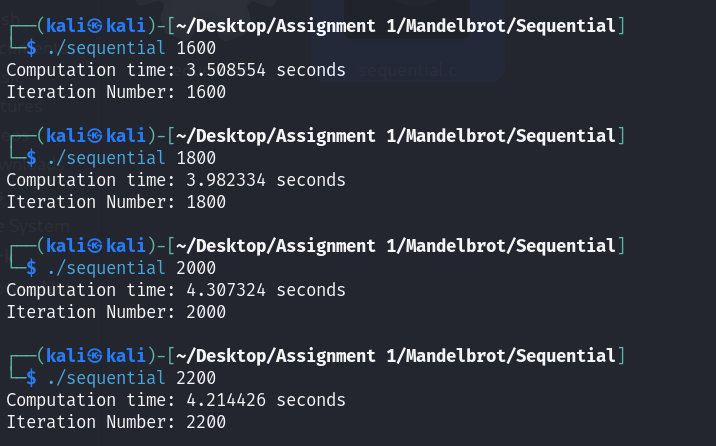 ┌──(kali㉿kali)-[~/Desktop/Assignment 1/Mandelbrot/Sequential]
└─$ ./sequential 1600
Computation time: 3.508554 seconds
Iteration Number: 1600
┌──(kali㉿kali)-[~/Desktop/Assignment 1/Mandelbrot/Sequential]
└─$ ./sequential 1800
Computation time: 3.982334 seconds
Iteration Number: 1800
┌──(kali㉿kali)-[~/Desktop/Assignment 1/Mandelbrot/Sequential]
└─$ ./sequential 2000
Computation time: 4.307324 seconds
Iteration Number: 2000
┌──(kali㉿kali)-[~/Desktop/Assignment 1/Mandelbrot/Sequential]
└─$ ./sequential 2200
Computation time: 4.214426 seconds
Iteration Number: 2200
sequential.c
System